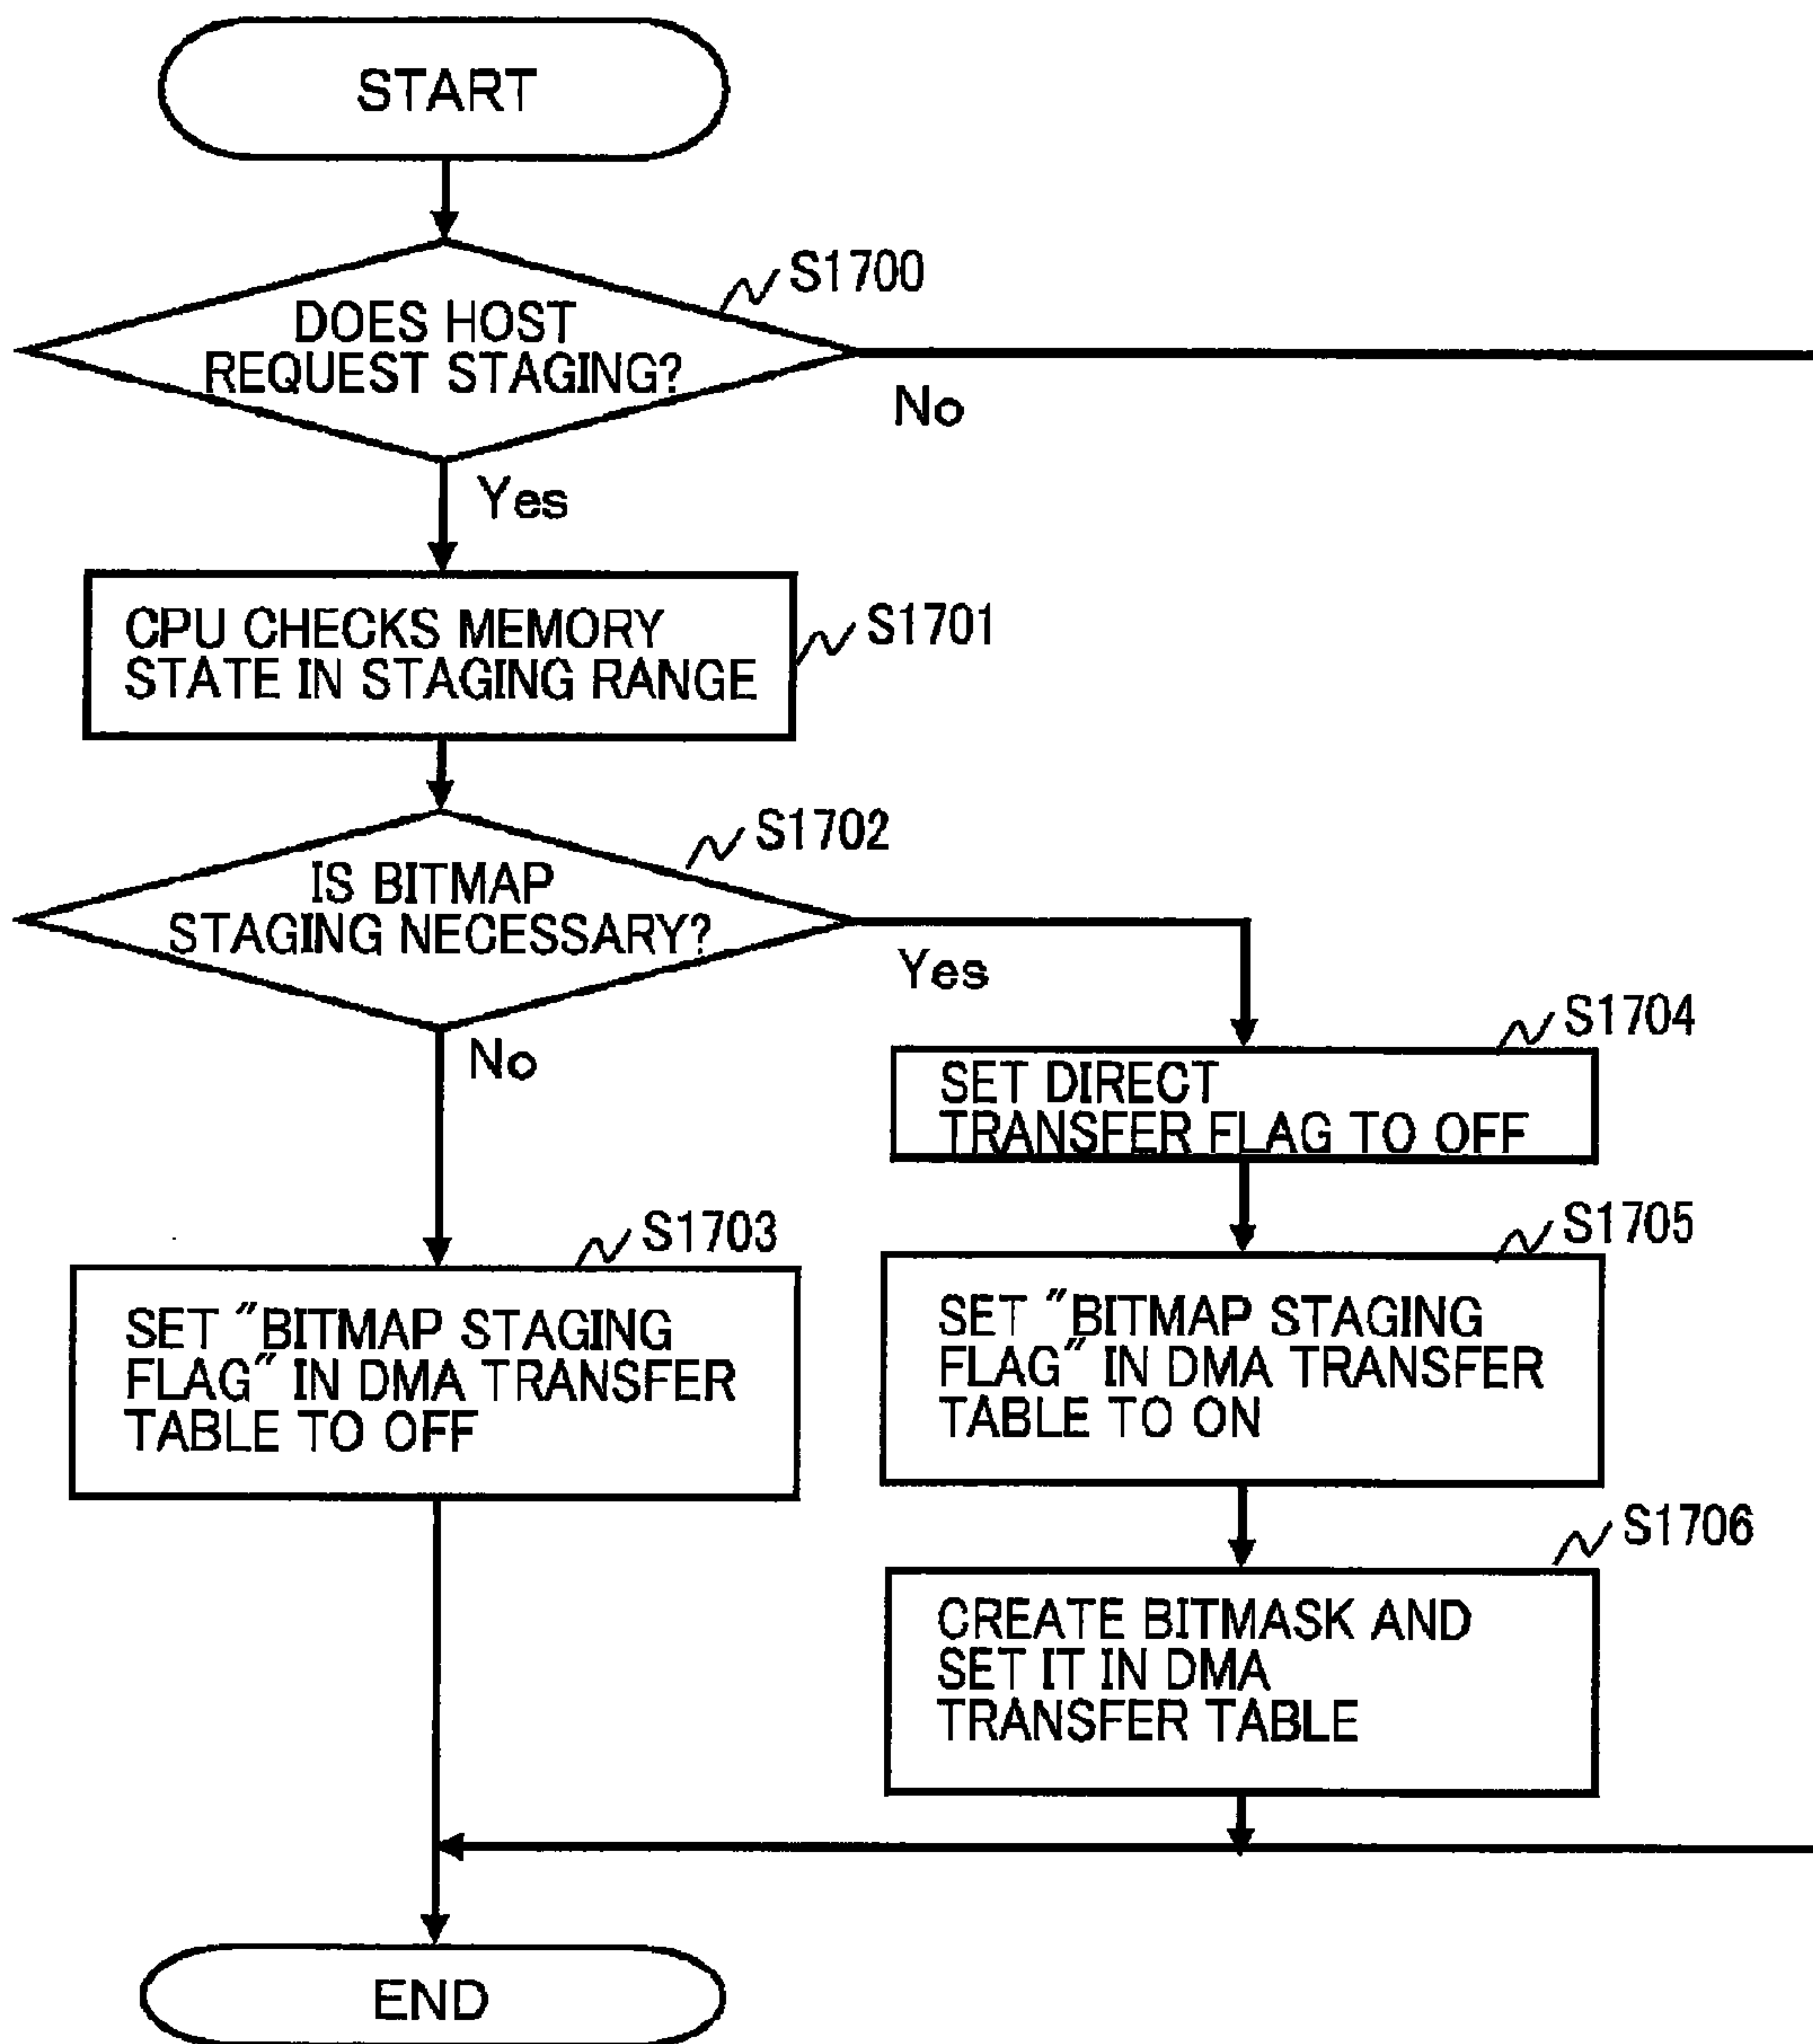 START
S1700
DOES HOST
REQUEST STAGING?
No
Yes
CPU CHECKS MEMORY
STATE IN STAGING RANGE
S1701
S1702
IS BITMAP
STAGING NECESSARY?
Yes
No
S1704
SET DIRECT
TRANSFER FLAG TO OFF
S1703
SET "BITMAP STAGING
FLAG" IN DMA TRANSFER
TABLE TO OFF
S1705
SET "BITMAP STAGING
FLAG" IN DMA TRANSFER
TABLE TO ON
S1706
CREATE BITMASK AND
SET IT IN DMA
TRANSFER TABLE
END